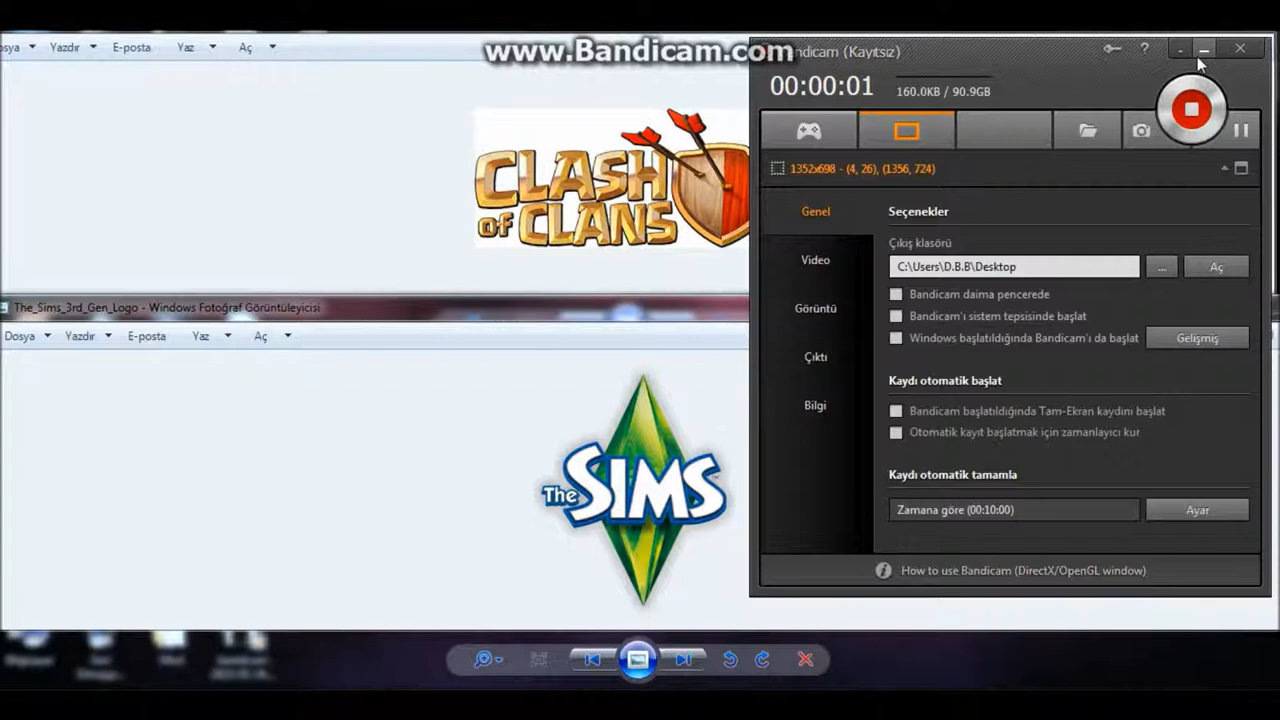 www.Bandicam.com
osya Yazdır E-posta Yaz Aç
andicam (Kayıtsız)
00:00:01 160.0KB / 90.9GB
1352x698 - (4, 26), (1356, 724)
CLASH
OF CLANS
Genel
Video
Görüntü
Çıktı
Bilgi
Seçenekler
Çıkış klasörü
C:\Users\D.B.B\Desktop ... Aç
Bandicam daima pencerede
Bandicam'ı sistem tepsisinde başlat
Windows başlatıldığında Bandicam'ı da başlat Gelişmiş
Kaydı otomatik başlat
Bandicam başlatıldığında Tam-Ekran kaydını başlat
Otomatik kayıt başlatmak için zamanlayıcı kur
Kaydı otomatik tamamla
Zamana göre (00:10:00) Ayar
How to use Bandicam (DirectX/OpenGL window)
The_Sims_3rd_Gen_Logo - Windows Fotoğraf Görüntüleyicisi
Dosya Yazdır E-posta Yaz Aç
The SIMS